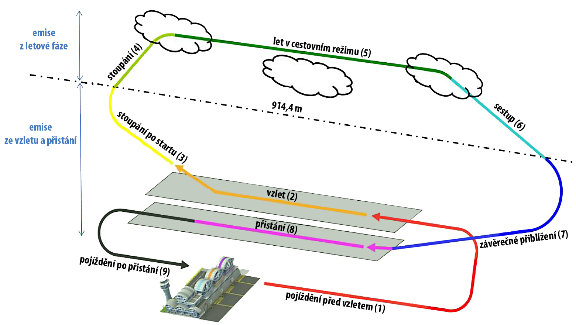 emise
z letové fáze
let v cestovním režimu (5)
stoupání (4)
914,4 m
sestup (6)
emise
ze vzletu a přistání
stoupání po startu (3)
vzlet (2)
přistání (8)
závěrečné přiblížení (7)
pojíždění po přistání (9)
pojíždění před vzletem (1)